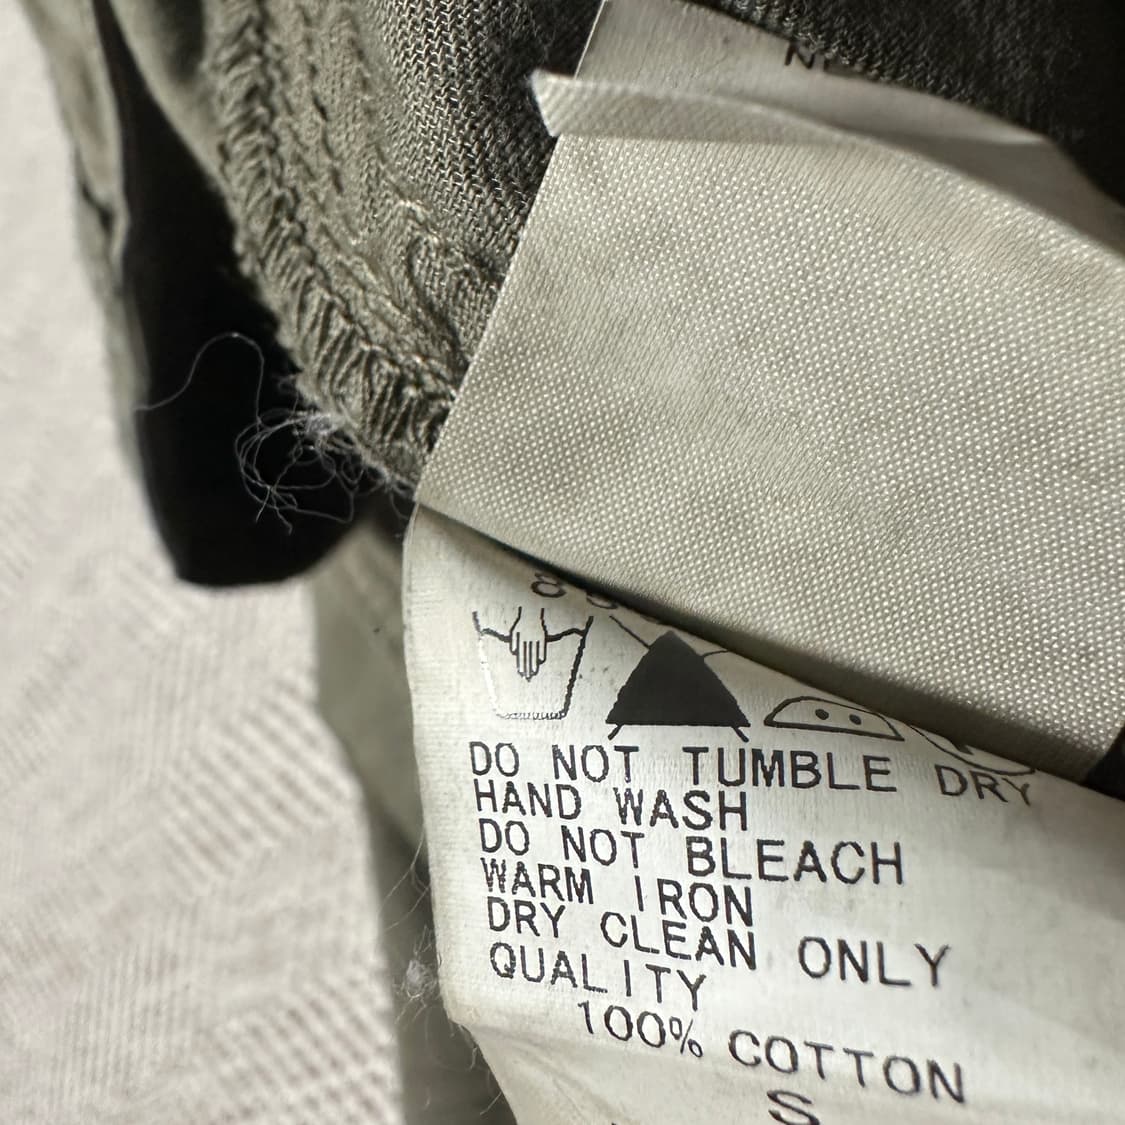 DO NOT TUMBLE DRY
HAND WASH
DO NOT BLEACH
WARM IRON
DRY CLEAN ONLY
QUALITY
100% COTTON
S